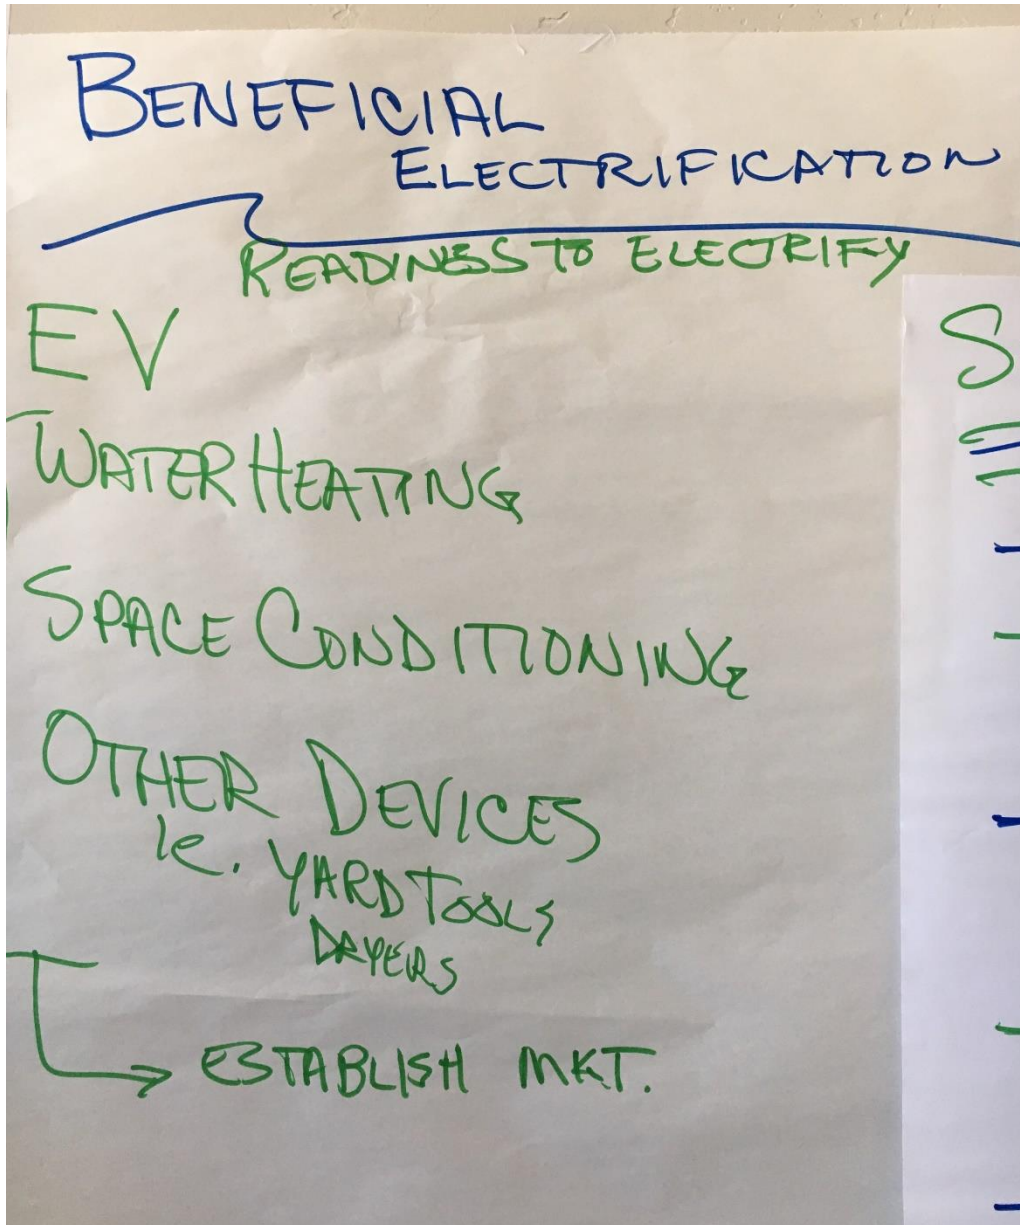 BENEFICIAL
ELECTRIFICATION
READINESS TO ELECTRIFY
EV
WATER HEATING
SPACE CONDITIONING
OTHER DEVICES
ie. YARD TOOLS
DRYERS
→ ESTABLISH MKT.
S